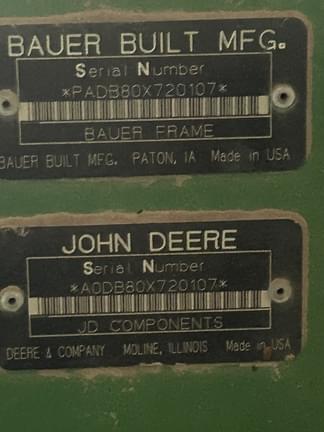 BAUER BUILT MFG.
Serial Number
*PADB80X720107*
BAUER FRAME
BAUER BUILT MFG. PATON, IA Made in USA
JOHN DEERE
Serial Number
*A0DB80X720107*
JD COMPONENTS
DEERE & COMPANY MOLINE, ILLINOIS Made in USA